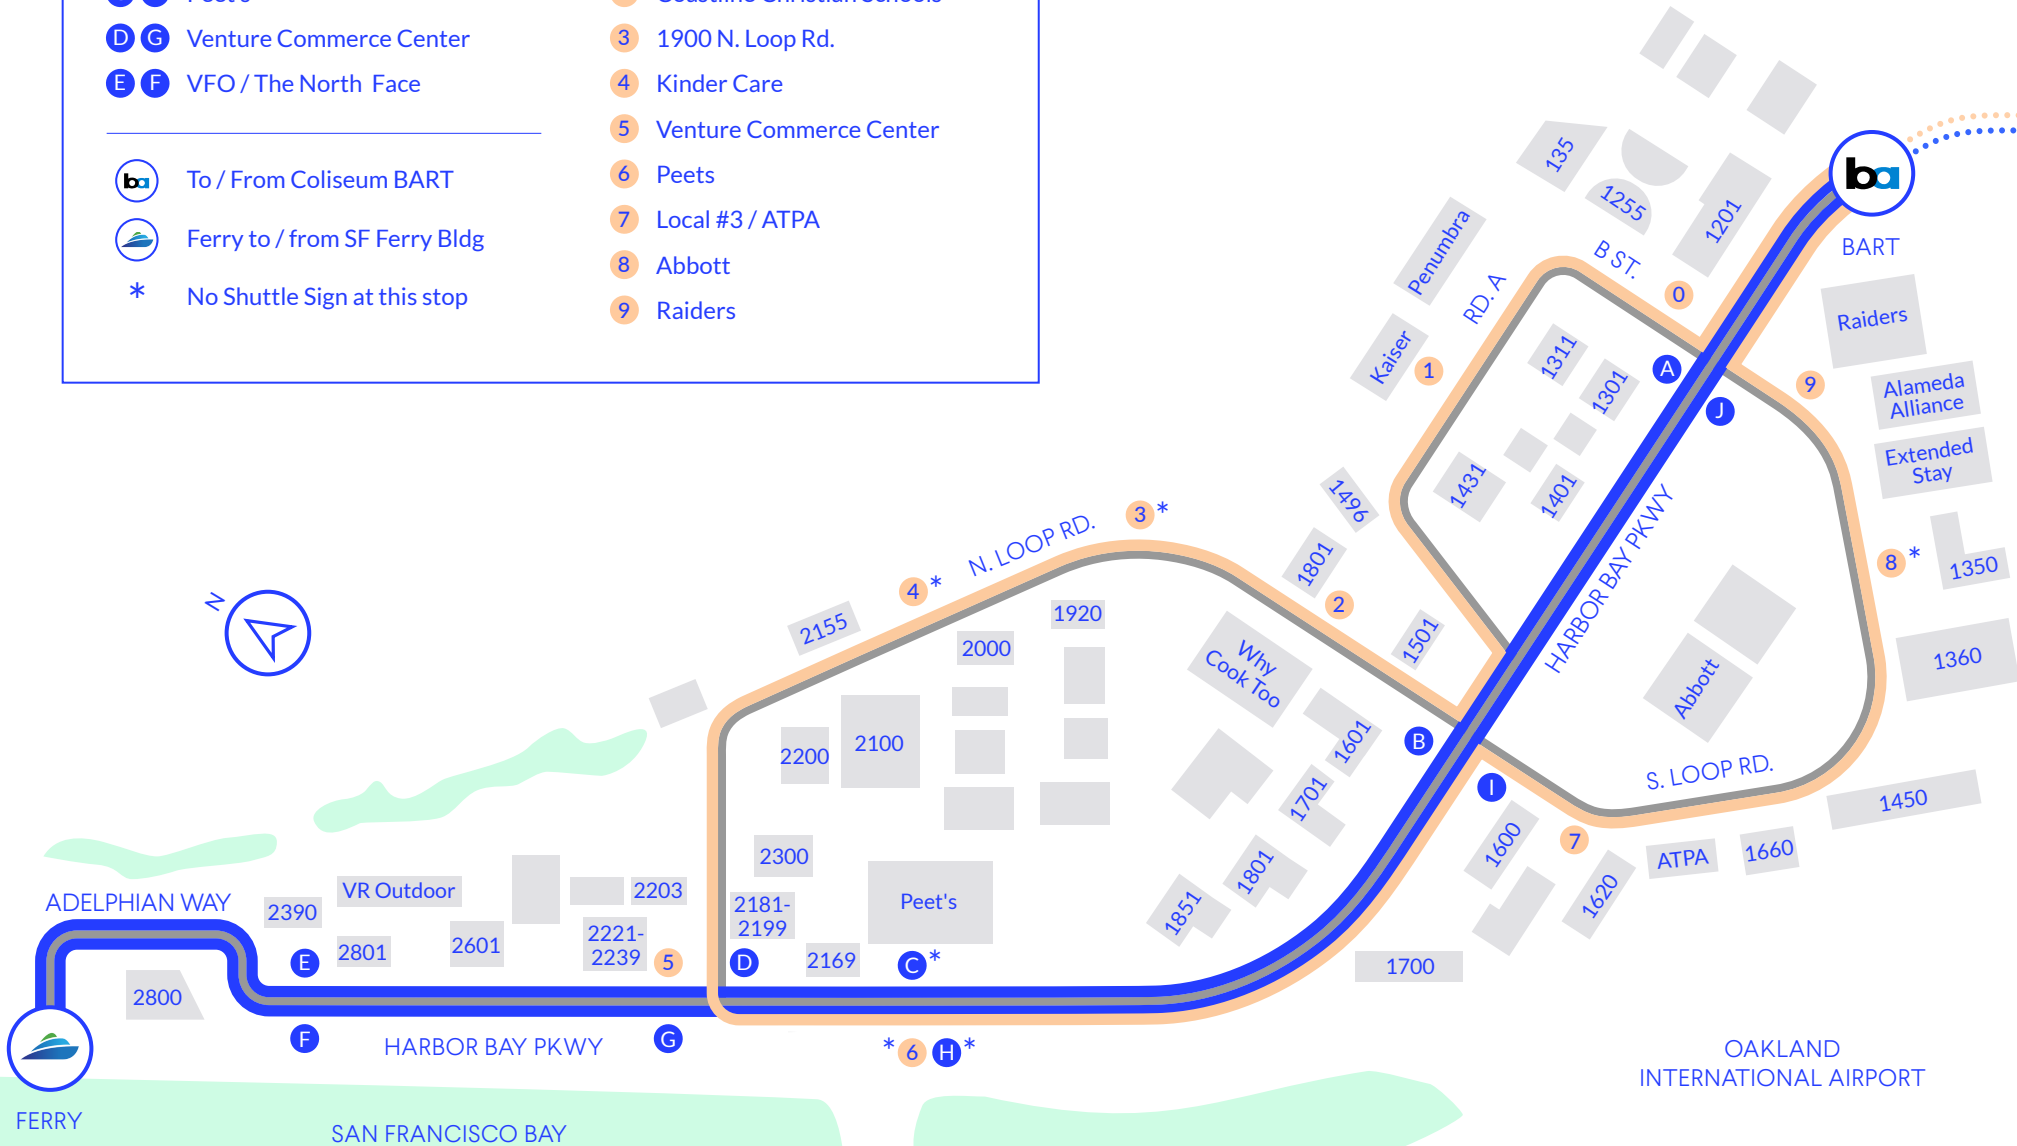 D G Venture Commerce Center
E F VFO / The North Face
ba To / From Coliseum BART
Ferry to / from SF Ferry Bldg
* No Shuttle Sign at this stop
3 1900 N. Loop Rd.
4 Kinder Care
5 Venture Commerce Center
6 Peets
7 Local #3 / ATPA
8 Abbott
9 Raiders
135
1255
1201
ba
BART
Penumbra
B ST.
RD. A
0
Kaiser
1
1311
1301
A
J
9
Raiders
Alameda
Alliance
Extended
Stay
1431
1401
1496
HARBOR BAY PKWY
8 *
1350
1360
3 *
N. LOOP RD.
4 *
1801
2
1501
2155
1920
2000
Why
Cook Too
Abbott
N
2200
2100
1601
B
I
1701
S. LOOP RD.
1450
2300
1600
7
ATPA
1660
1620
1801
1851
1700
Peet's
2181-
2199
2169
C *
D
ADELPHIAN WAY
2390
VR Outdoor
2203
2801
2601
2221-
2239
5
E
2800
F
HARBOR BAY PKWY
G
* 6 H *
FERRY
SAN FRANCISCO BAY
OAKLAND
INTERNATIONAL AIRPORT